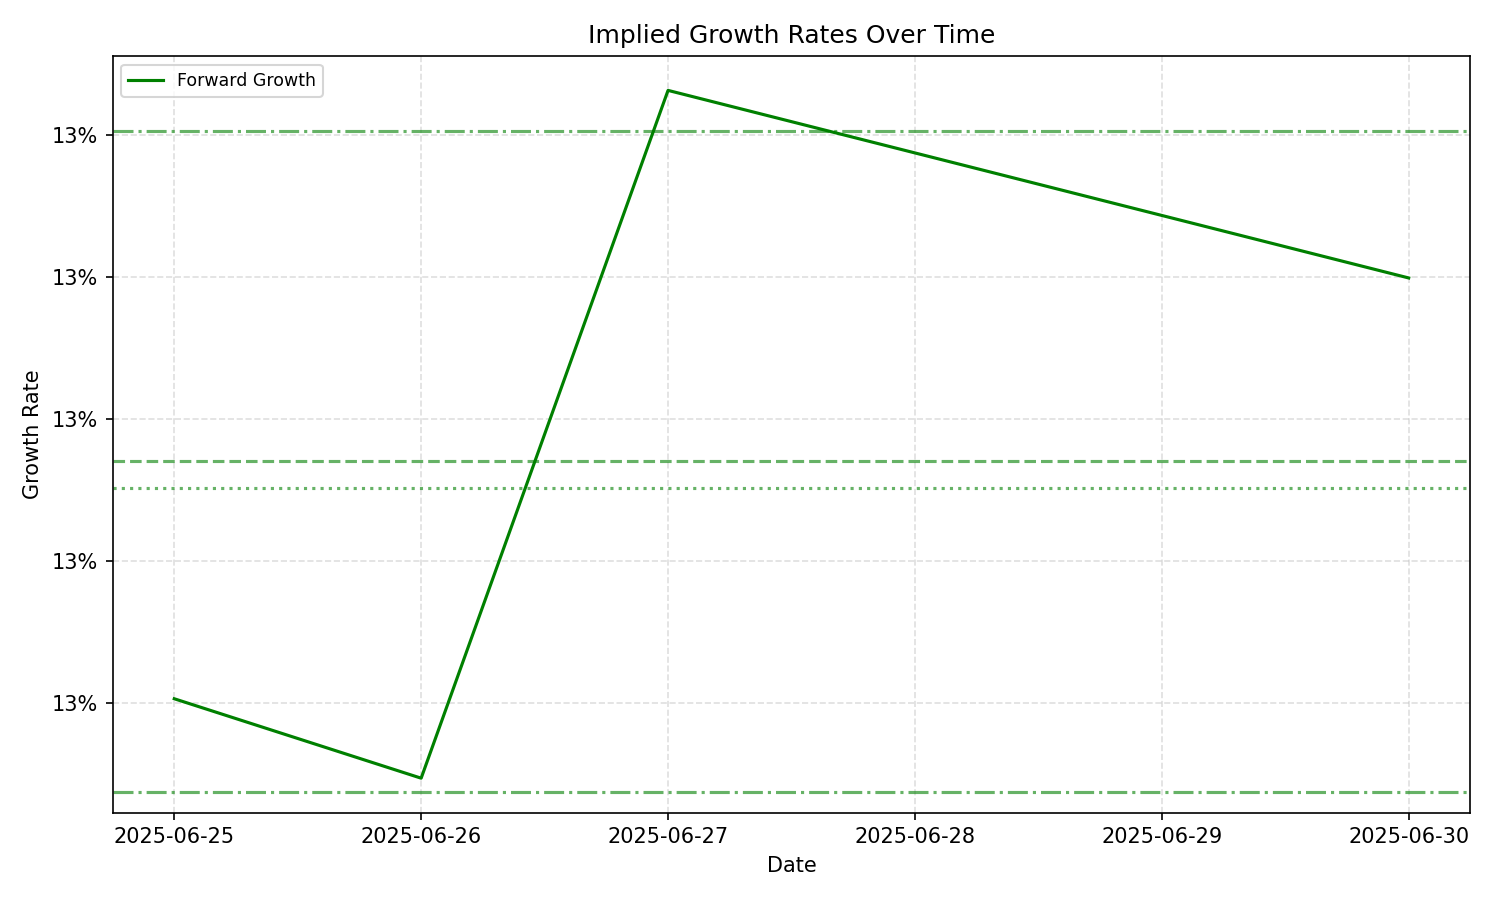 Implied Growth Rates Over Time
Forward Growth
13%
13%
13%
13%
13%
Growth Rate
2025-06-25
2025-06-26
2025-06-27
2025-06-28
2025-06-29
2025-06-30
Date